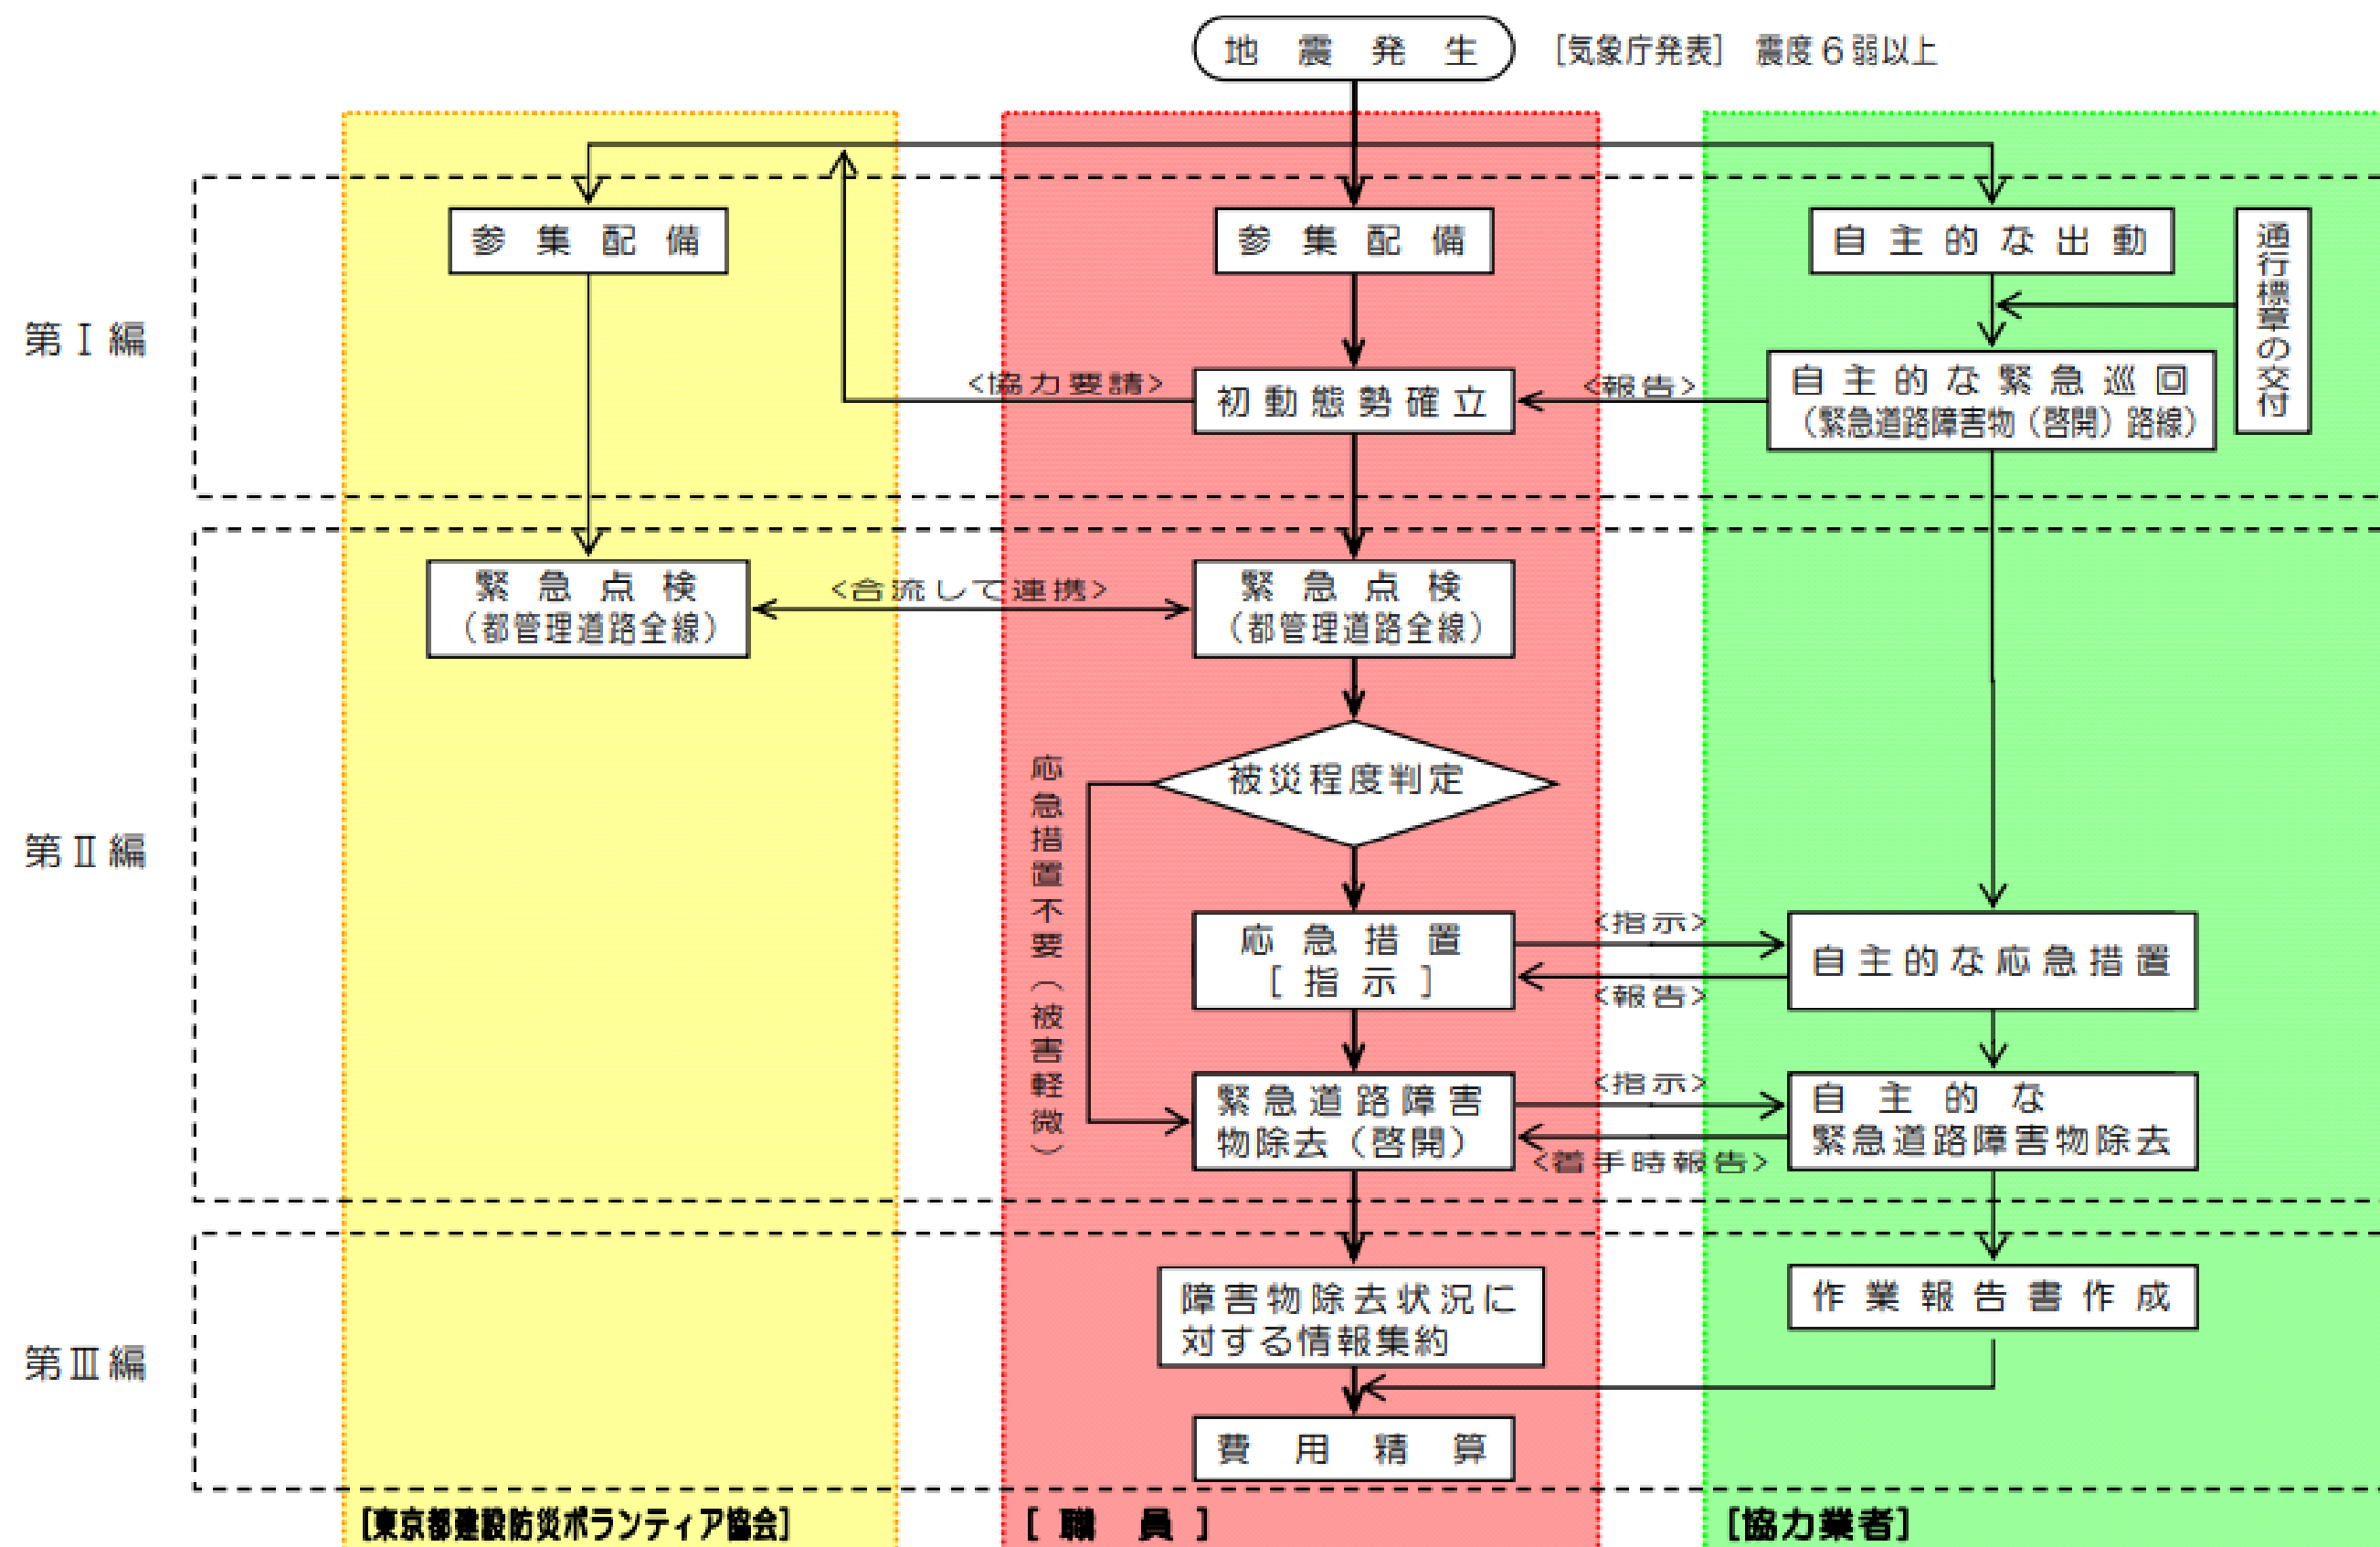 地震発生
[気象庁発表] 震度６弱以上
第Ⅰ編
参集配備
参集配備
自主的な出動
通行標章の交付
<協力要請>
初動態勢確立
<報告>
自主的な緊急巡回
（緊急道路障害物（啓開）路線）
第Ⅱ編
緊急点検
（都管理道路全線）
<合流して連携>
緊急点検
（都管理道路全線）
被災程度判定
応急措置不要（被害軽微）
応急措置
[指示]
<指示>
<報告>
自主的な応急措置
緊急道路障害
物除去（啓開）
<指示>
<着手時報告>
自主的な
緊急道路障害物除去
第Ⅲ編
障害物除去状況に
対する情報集約
作業報告書作成
費用精算
[東京都建設防災ボランティア協会]
[職員]
[協力業者]